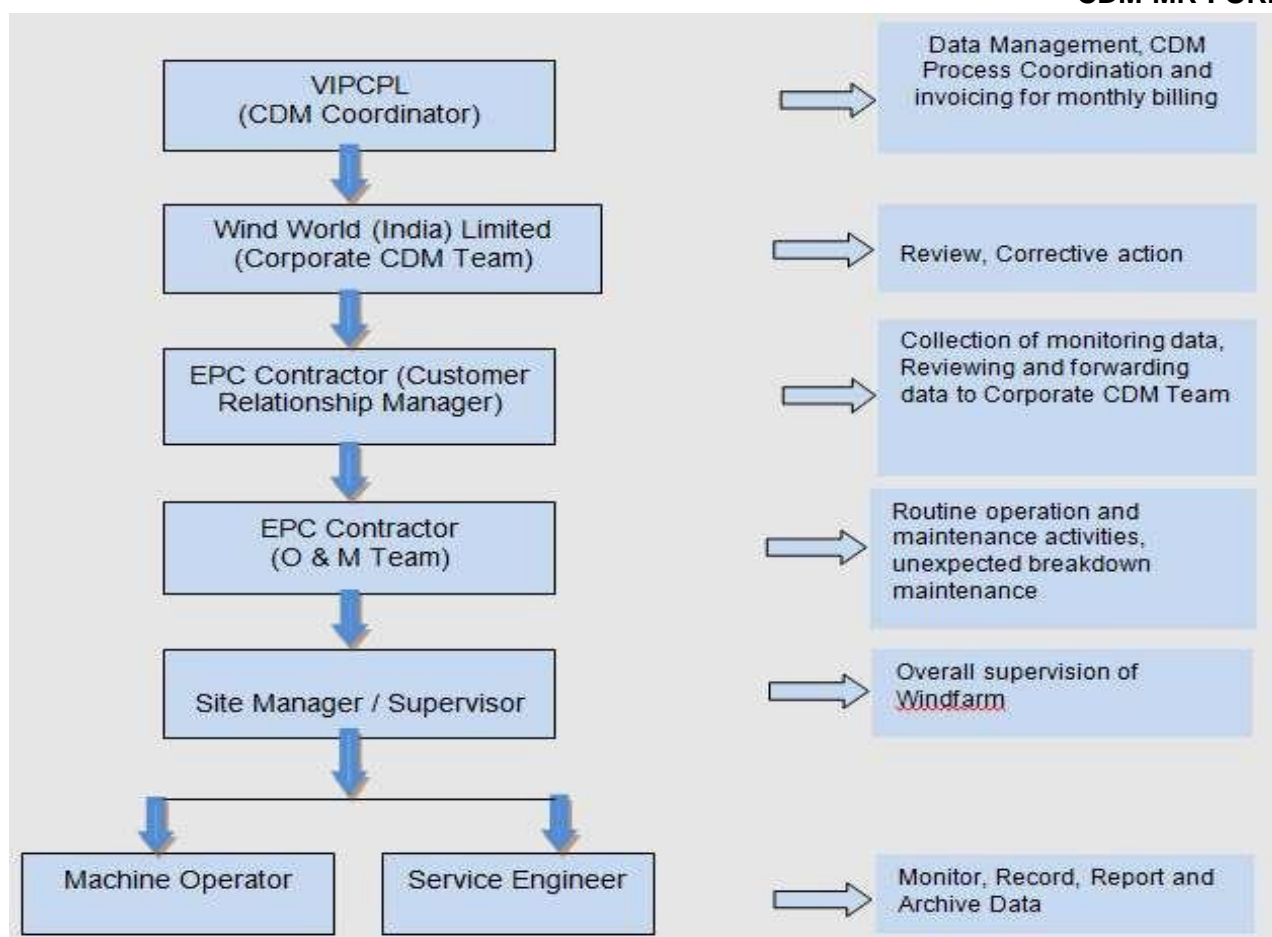 VIPCPL
(CDM Coordinator)
Data Management, CDM
Process Coordination and
invoicing for monthly billing
Wind World (India) Limited
(Corporate CDM Team)
Review, Corrective action
EPC Contractor (Customer
Relationship Manager)
Collection of monitoring data,
Reviewing and forwarding
data to Corporate CDM Team
EPC Contractor
(O & M Team)
Routine operation and
maintenance activities,
unexpected breakdown
maintenance
Site Manager / Supervisor
Overall supervision of
Windfarm
Machine Operator
Service Engineer
Monitor, Record, Report and
Archive Data